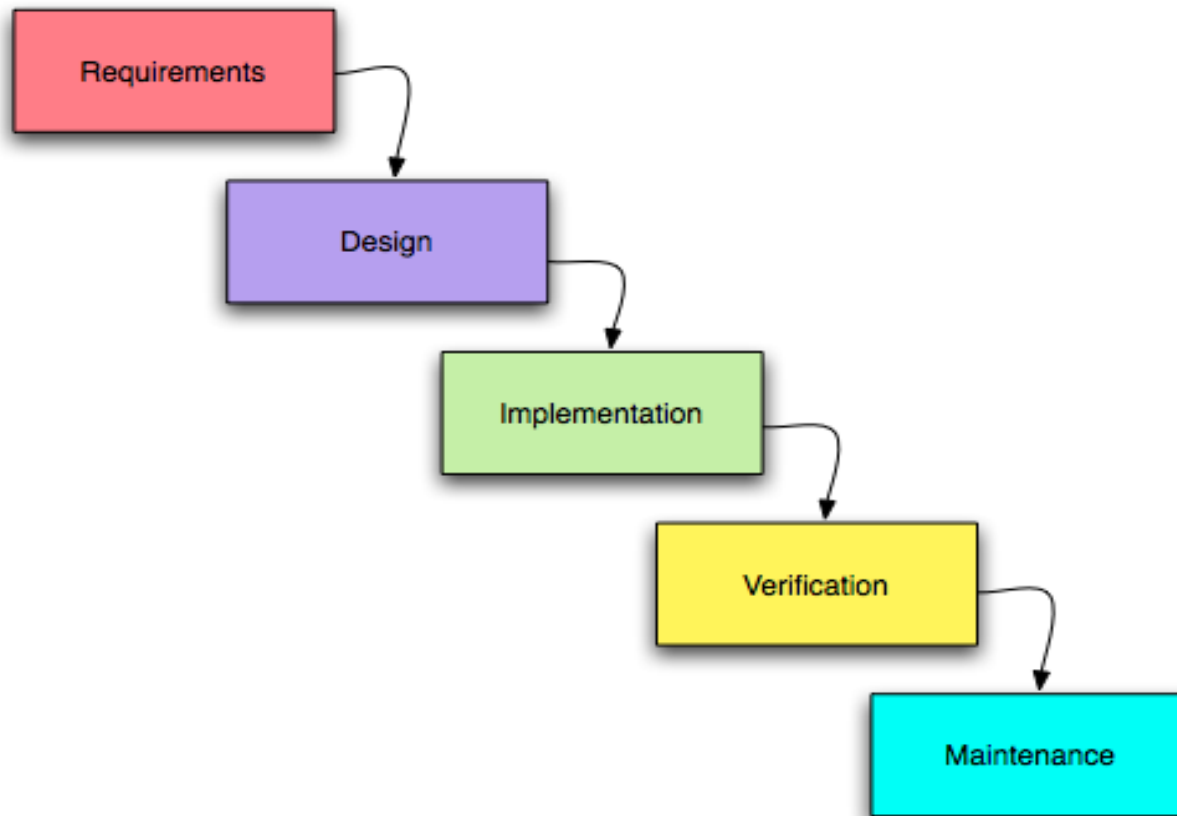 Requirements
Design
Implementation
Verification
Maintenance